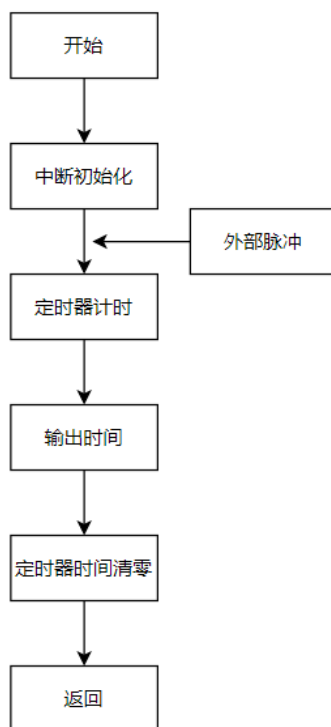 开始
中断初始化
外部脉冲
定时器计时
输出时间
定时器时间清零
返回